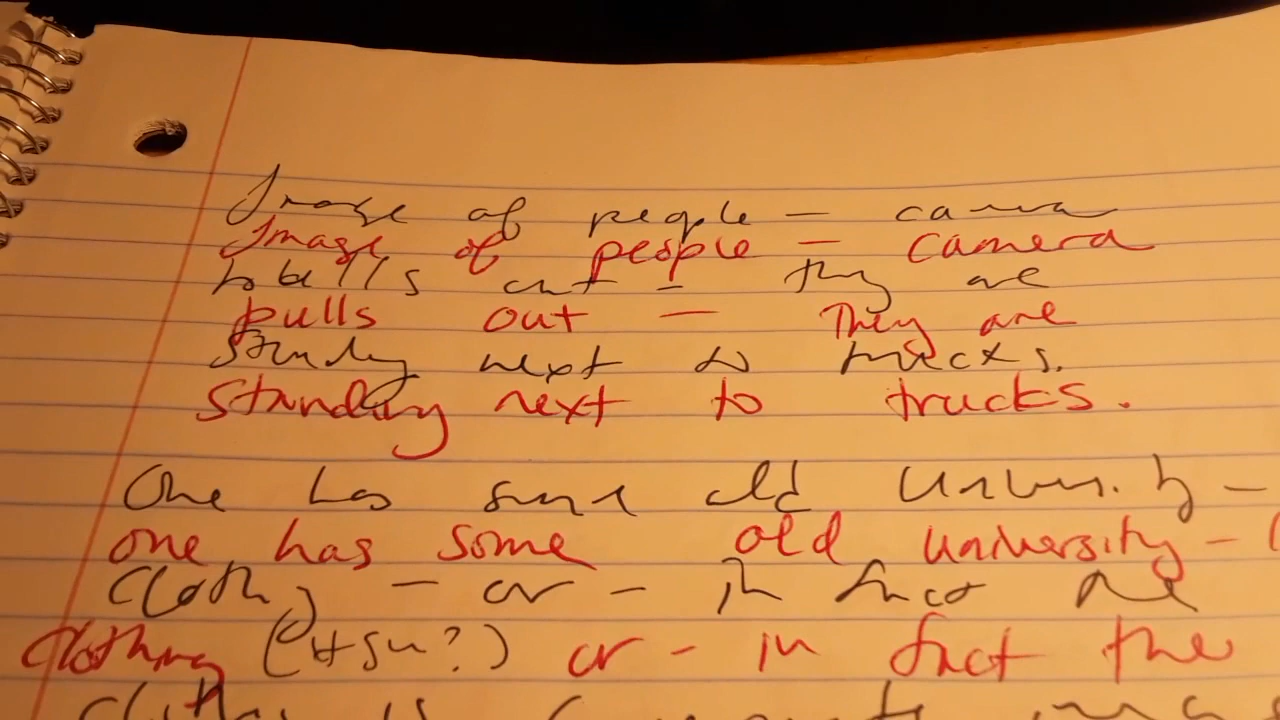 Image of people — camera
Image of people — camera
pulls out — they are
pulls out — They are
standing next to trucks.
standing next to trucks.
One has some old University —
one has some old university —
Clothing — or — in fact the
Clothing (HSU?) or - in fact the